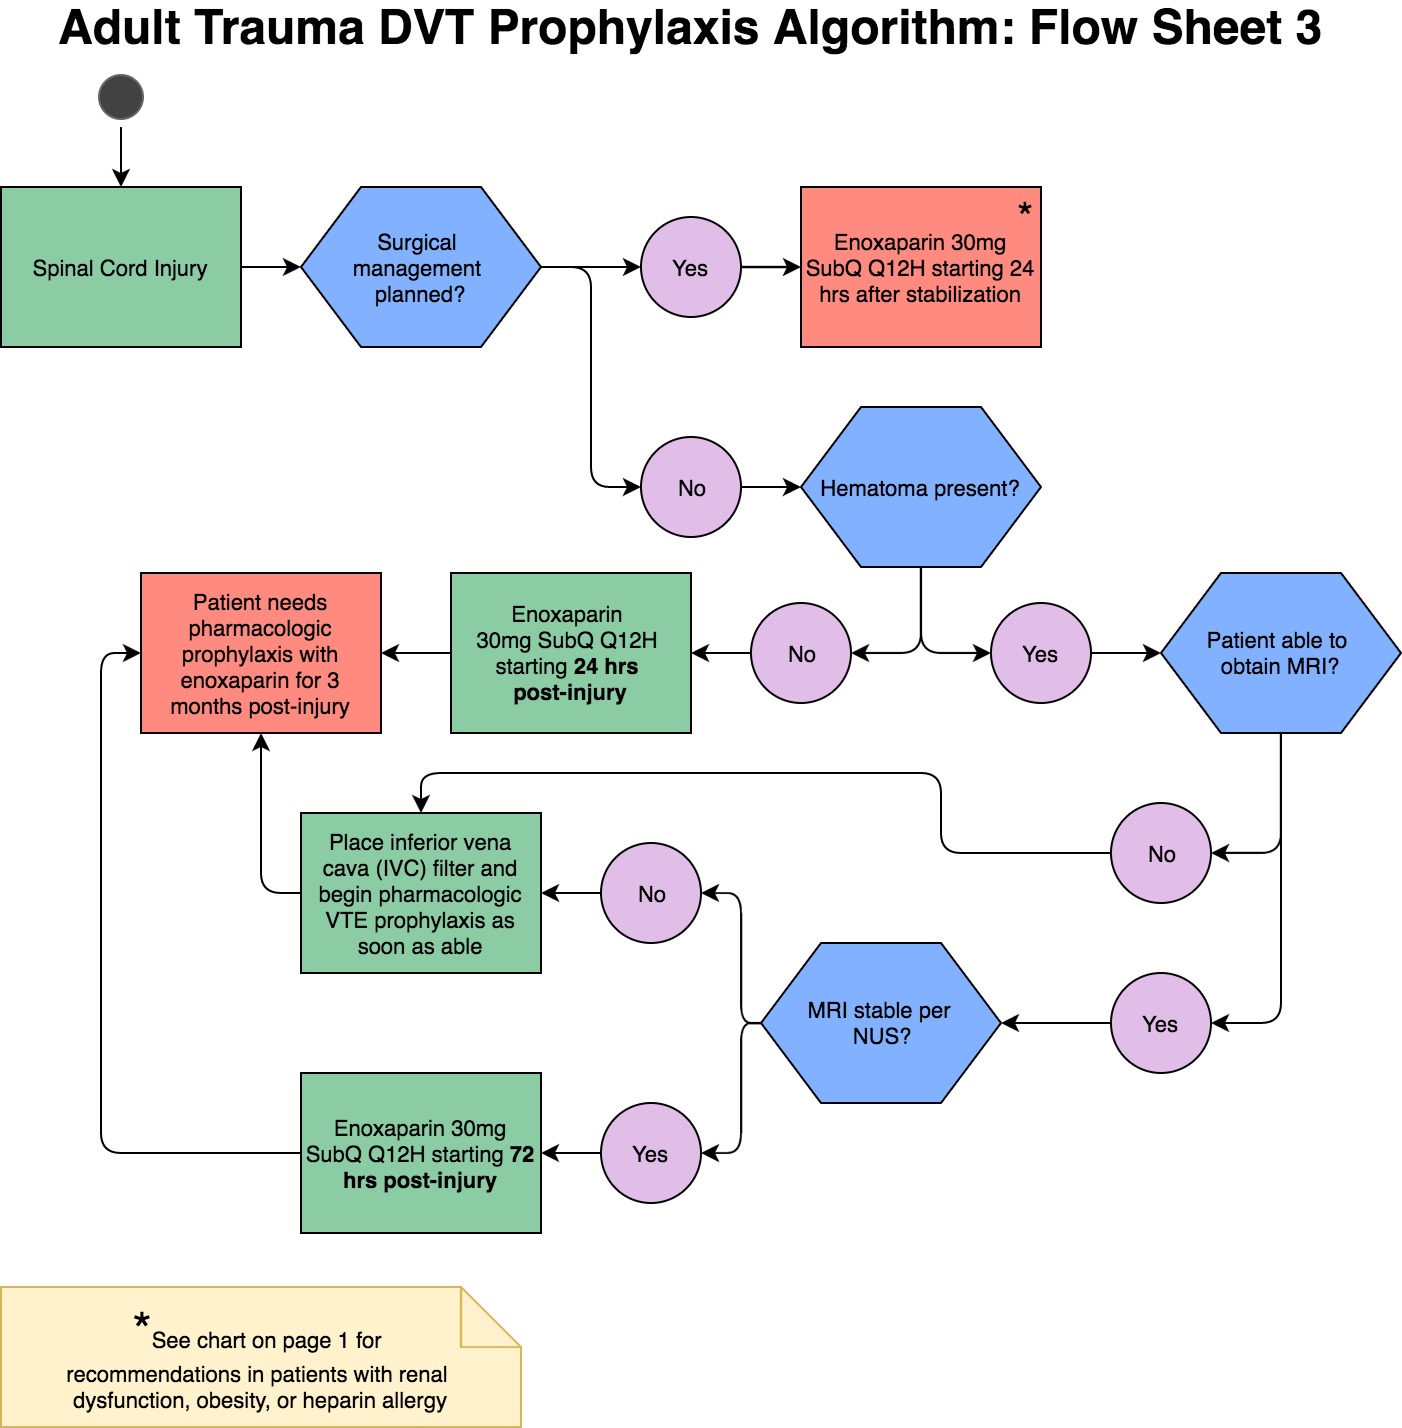 Adult Trauma DVT Prophylaxis Algorithm: Flow Sheet 3
Spinal Cord Injury
Surgical
management
planned?
Yes
*
Enoxaparin 30mg
SubQ Q12H starting 24
hrs after stabilization
No
Hematoma present?
Patient needs
pharmacologic
prophylaxis with
enoxaparin for 3
months post-injury
Enoxaparin
30mg SubQ Q12H
starting 24 hrs
post-injury
No
Yes
Patient able to
obtain MRI?
Place inferior vena
cava (IVC) filter and
begin pharmacologic
VTE prophylaxis as
soon as able
No
No
MRI stable per
NUS?
Yes
Enoxaparin 30mg
SubQ Q12H starting 72
hrs post-injury
Yes
*See chart on page 1 for
recommendations in patients with renal
dysfunction, obesity, or heparin allergy